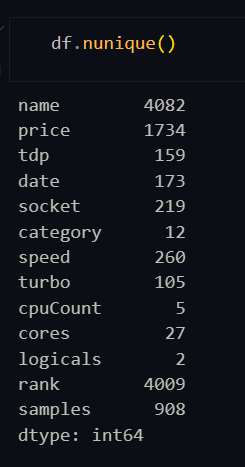 df.nunique()
name 4082
price 1734
tdp 159
date 173
socket 219
category 12
speed 260
turbo 105
cpuCount 5
cores 27
logicals 2
rank 4009
samples 908
dtype: int64